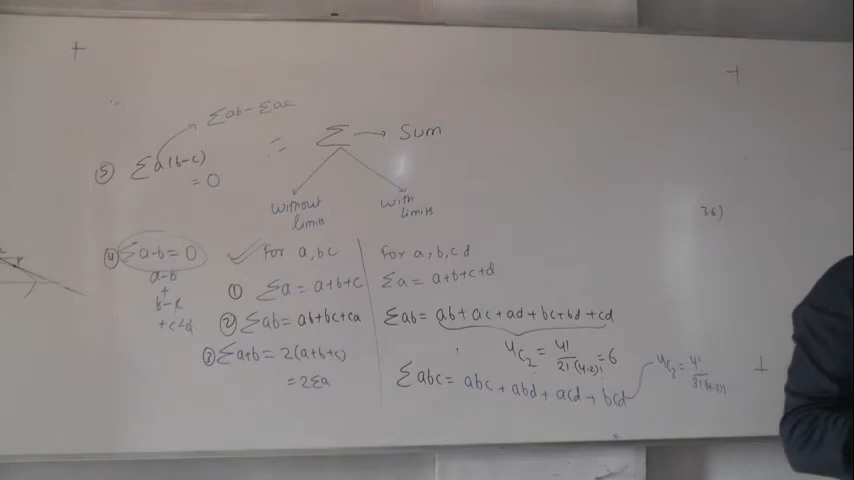 Σab - Σac
Σ → Sum
⑤ Σa(b-c)
= 0
without
limits
with
limits
36)
④ Σa-b = 0
a-b
+
b-c
+c-a
✓ For a, b c
① Σa = a+b+c
② Σab = ab+bc+ca
③ Σa+b = 2(a+b+c)
= 2Σa
For a, b, c d
Σa = a+b+c+d
Σab = ab + ac + ad + bc + bd + cd
4C2 = 4!/2!(4-2)! = 6
Σabc = abc + abd + acd + bcd
4C3 = 4!/3!(4-3)!